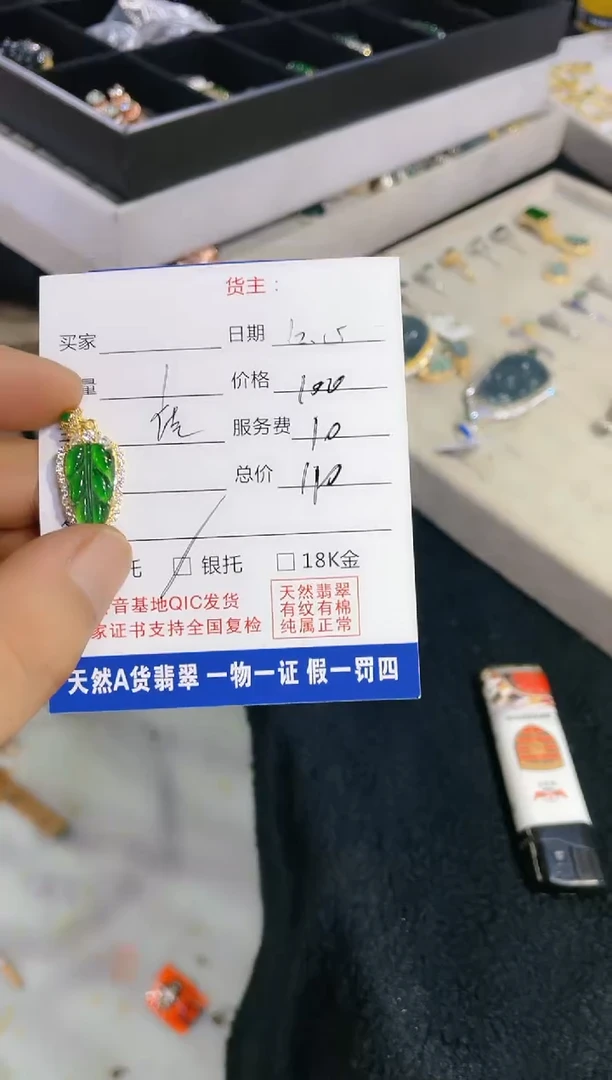 货主：
买家 日期 12.15
量 1 价格 100
服务费 10
总价 110
托 银托 18K金
音基地QIC发货
家证书支持全国复检
天然翡翠
有纹有棉
纯属正常
天然A货翡翠 一物一证 假一罚四